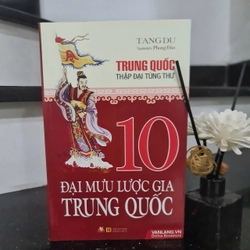 TANG DU
TRUNG QUỐC
THẬP ĐẠI TÙNG THƯ
10
ĐẠI MƯU LƯỢC GIA
TRUNG QUỐC
VANLANG.VN